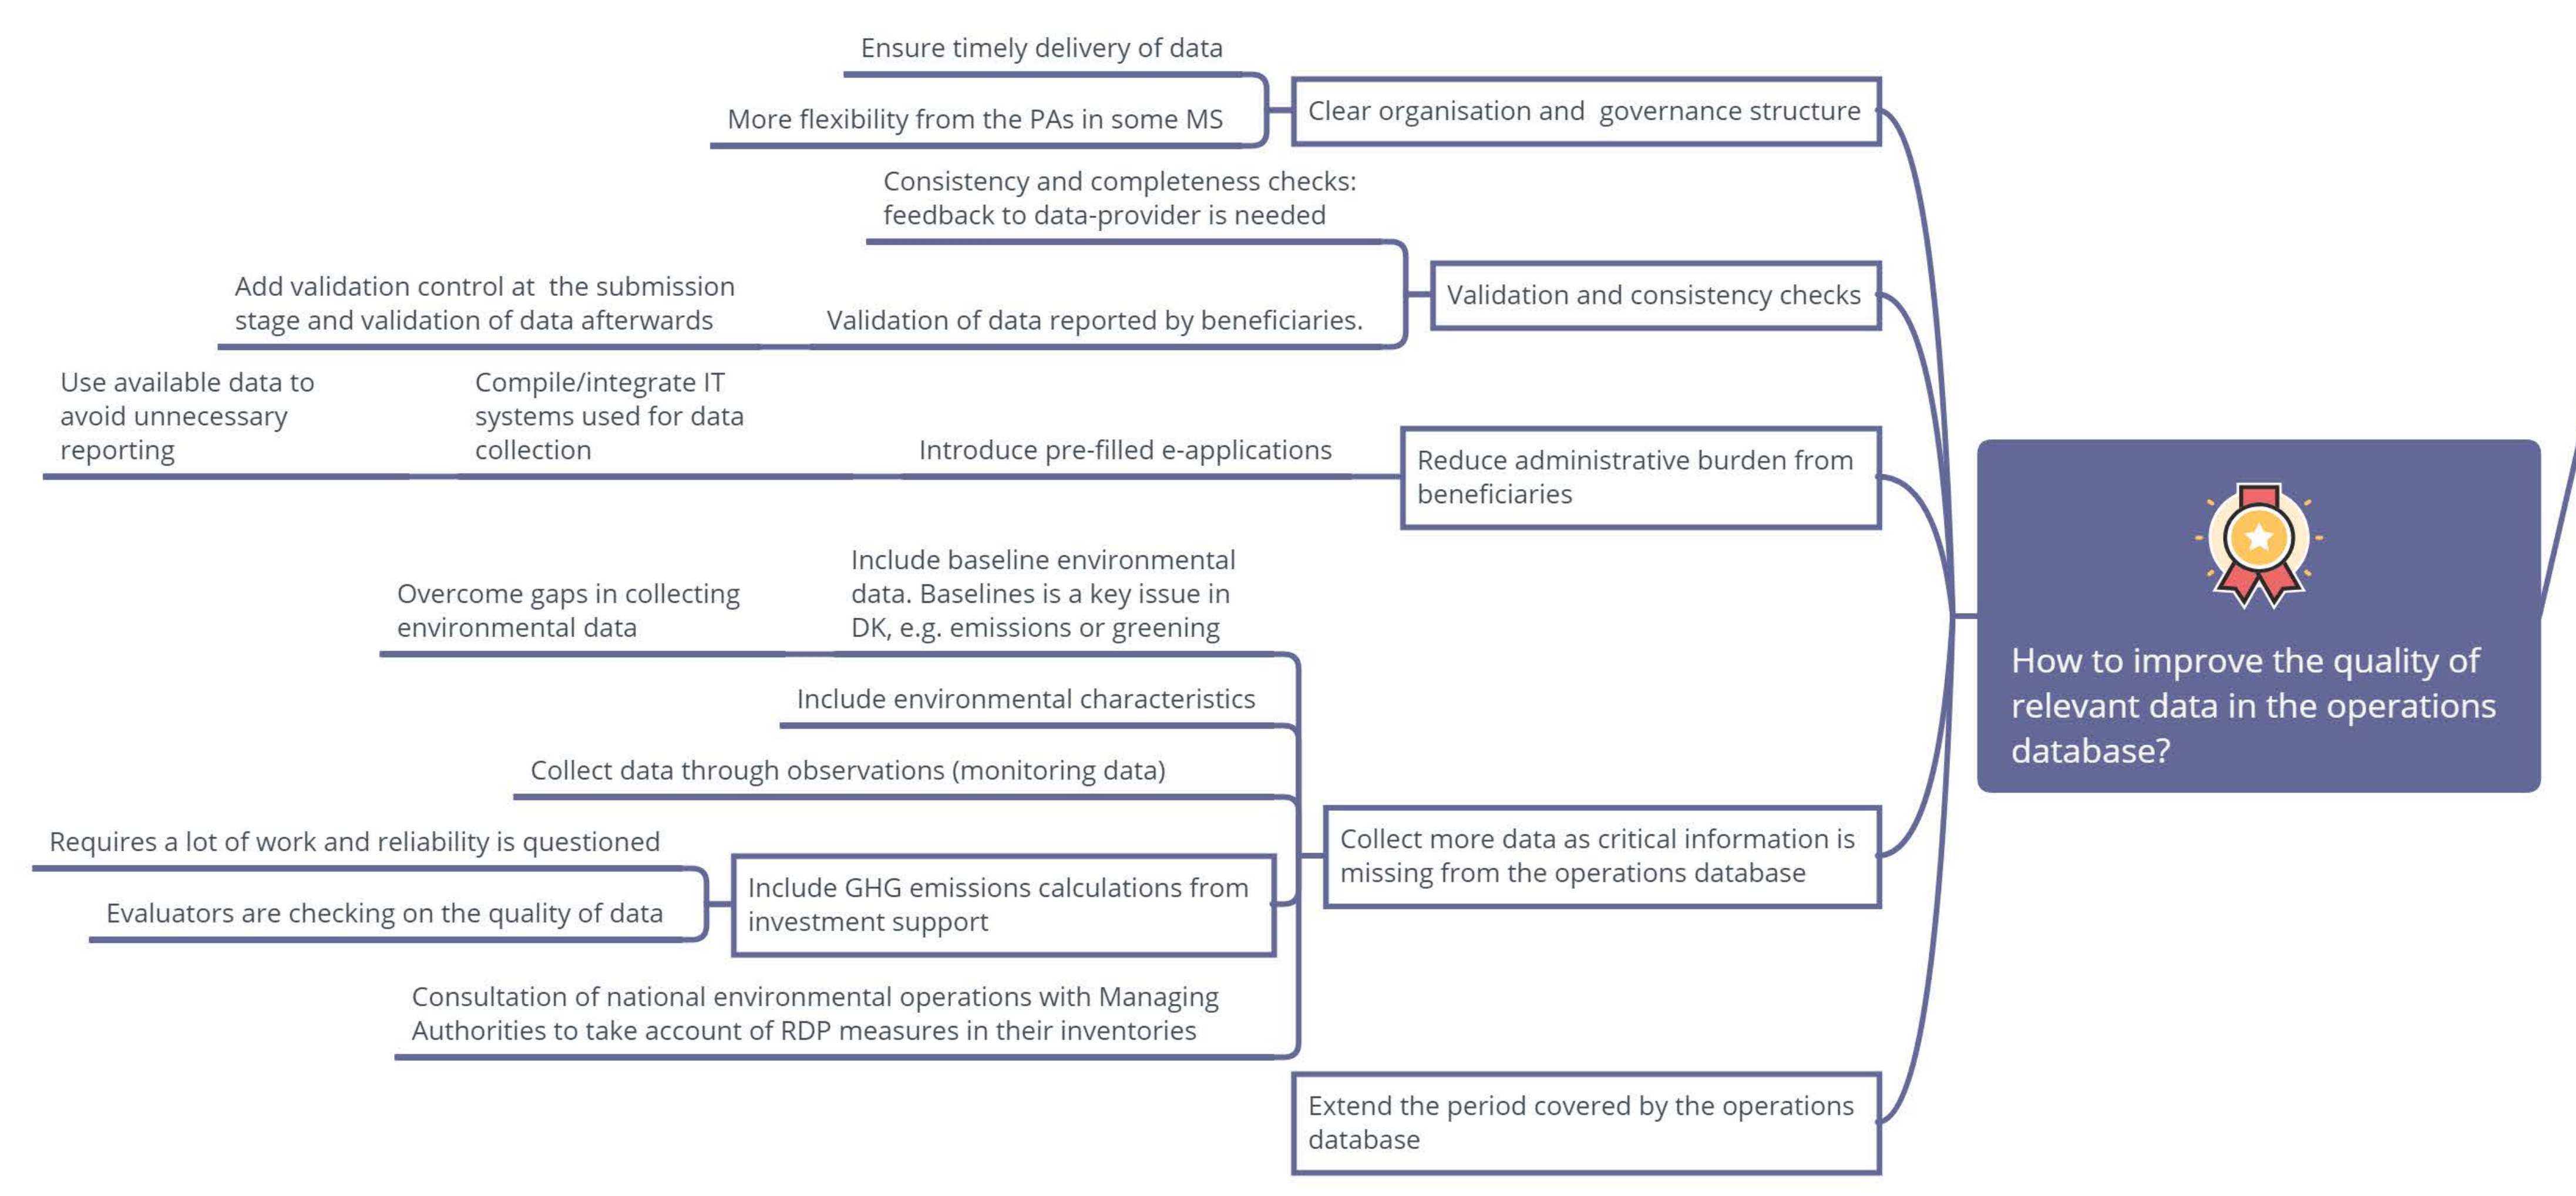 Ensure timely delivery of data
More flexibility from the PAs in some MS
Clear organisation and  governance structure
Consistency and completeness checks:
feedback to data-provider is needed
Add validation control at  the submission
stage and validation of data afterwards
Validation of data reported by beneficiaries.
Validation and consistency checks
Use available data to
avoid unnecessary
reporting
Compile/integrate IT
systems used for data
collection
Introduce pre-filled e-applications
Reduce administrative burden from
beneficiaries
Overcome gaps in collecting
environmental data
Include baseline environmental
data. Baselines is a key issue in
DK, e.g. emissions or greening
Include environmental characteristics
Collect data through observations (monitoring data)
Requires a lot of work and reliability is questioned
Evaluators are checking on the quality of data
Include GHG emissions calculations from
investment support
Consultation of national environmental operations with Managing
Authorities to take account of RDP measures in their inventories
Collect more data as critical information is
missing from the operations database
Extend the period covered by the operations
database
How to improve the quality of
relevant data in the operations
database?